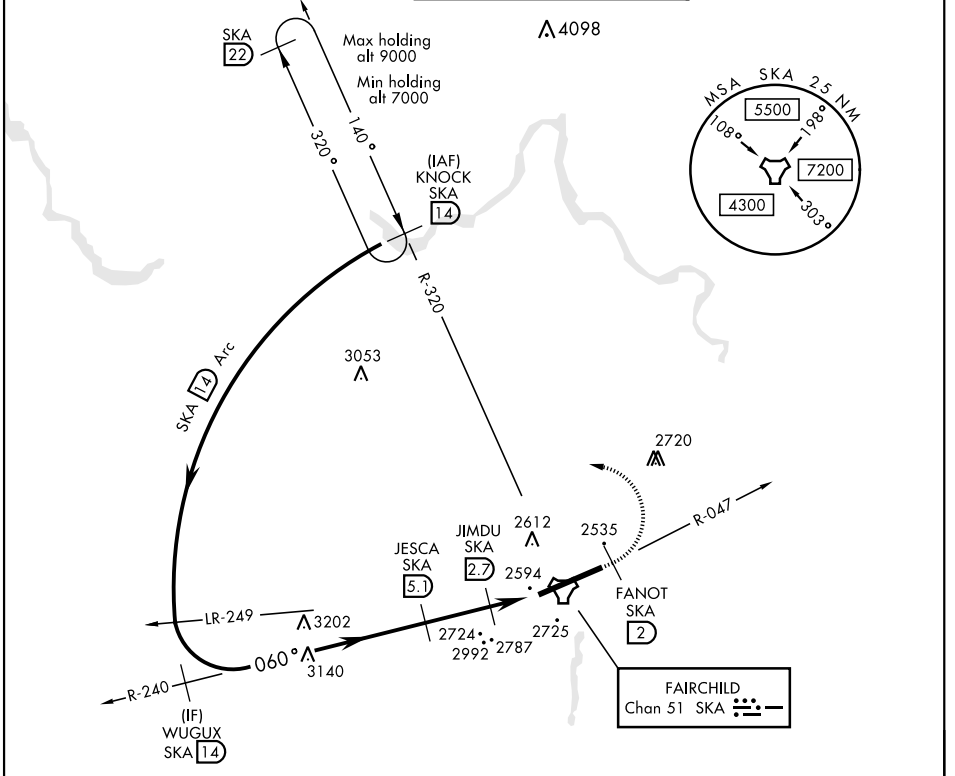 SKA
22
Max holding
alt 9000
Min holding
alt 7000
4098
MSA SKA 25 NM
5500
108°
198°
7200
4300
303°
320°
140°
(IAF)
KNOCK
SKA
14
R-320
SKA 14 Arc
3053
2720
R-047
2612
2535
JIMDU
SKA
2.7
JESCA
SKA
5.1
2594
FANOT
SKA
2
LR-249
3202
2724
2992
2787
2725
060°
3140
R-240
(IF)
WUGUX
SKA 14
FAIRCHILD
Chan 51 SKA